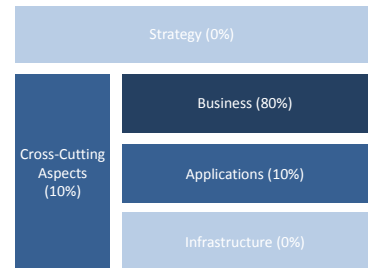 Strategy (0%)
Business (80%)
Cross-Cutting
Aspects
(10%)
Applications (10%)
Infrastructure (0%)